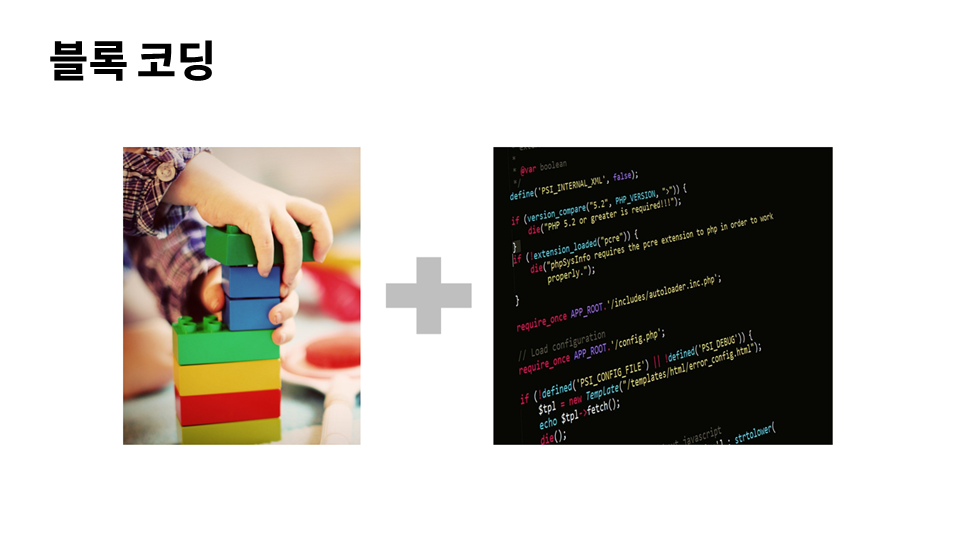 블록 코딩
*
* @var boolean
*/
define('PSI_INTERNAL_XML', false);
if (version_compare("5.2", PHP_VERSION, ">")) {
die("PHP 5.2 or greater is required!!!");
}
if (!extension_loaded("pcre")) {
die("phpSysInfo requires the pcre extension to php in order to work
properly.");
}
require_once APP_ROOT.'/includes/autoloader.inc.php';
// Load configuration
require_once APP_ROOT.'/config.php';
if (!defined('PSI_CONFIG_FILE') || !defined('PSI_DEBUG')) {
$tpl = new Template("/templates/html/error_config.html");
echo $tpl->fetch();
die();
javascript
strtolower(